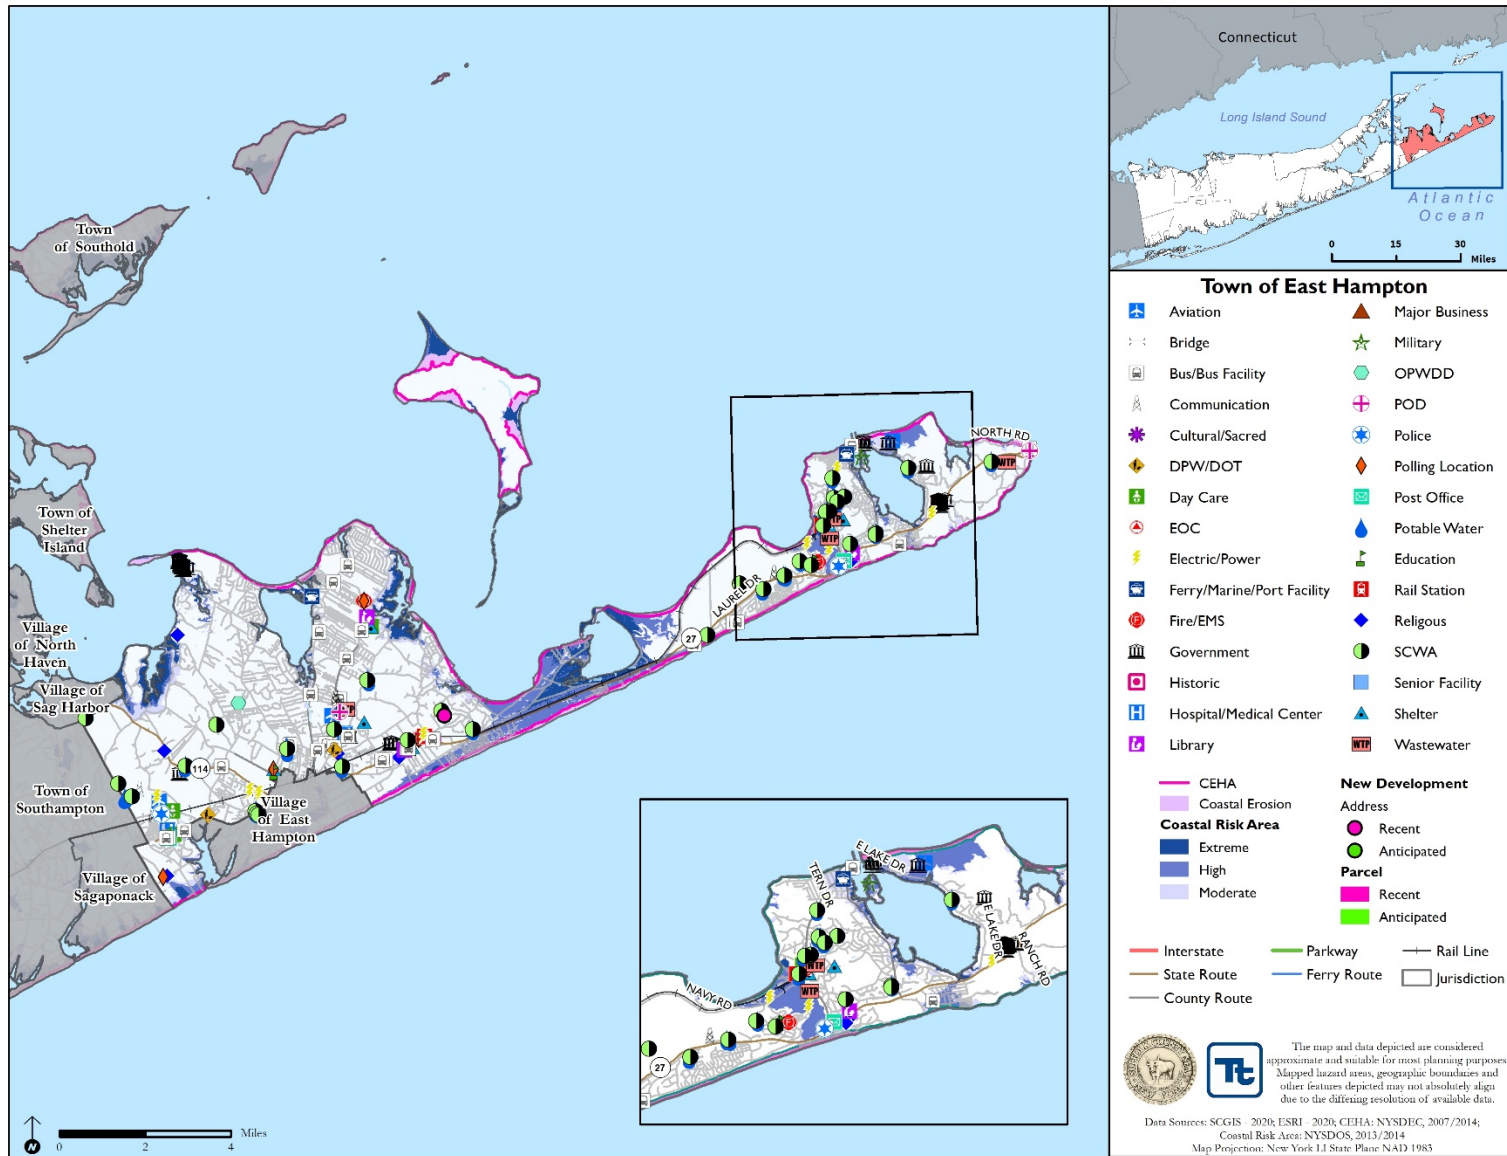 Town
of Southold
Town of
Shelter
Island
Village
of North
Haven
Village of
Sag Harbor
Town of
Southampton
Village of
Sagaponack
Village
of East
Hampton
114
27
LAUREL DR
NORTH RD
WTP
WTP
WTP
TERN DR
E LAKE DR
E LAKE DR
RANCH RD
NAVY RD
WTP
WTP
27
N
0 2 4
Miles
Connecticut
Long Island Sound
Atlantic
Ocean
0 15 30
Miles
Town of East Hampton
Aviation
Bridge
Bus/Bus Facility
Communication
Cultural/Sacred
DPW/DOT
Day Care
EOC
Electric/Power
Ferry/Marine/Port Facility
Fire/EMS
Government
Historic
Hospital/Medical Center
Library
Major Business
Military
OPWDD
POD
Police
Polling Location
Post Office
Potable Water
Education
Rail Station
Religous
SCWA
Senior Facility
Shelter
WTP Wastewater
CEHA
Coastal Erosion
Coastal Risk Area
Extreme
High
Moderate
New Development
Address
Recent
Anticipated
Parcel
Recent
Anticipated
Interstate
State Route
County Route
Parkway
Ferry Route
Rail Line
Jurisdiction
Tt
The map and data depicted are considered
approximate and suitable for most planning purposes.
Mapped hazard areas, geographic boundaries and
other features depicted may not absolutely align
due to the differing resolution of available data.
Data Sources: SCGIS - 2020; ESRI - 2020; CEHA: NYSDEC, 2007/2014;
Coastal Risk Area: NYSDOS, 2013/2014
Map Projection: New York LI State Plane NAD 1983